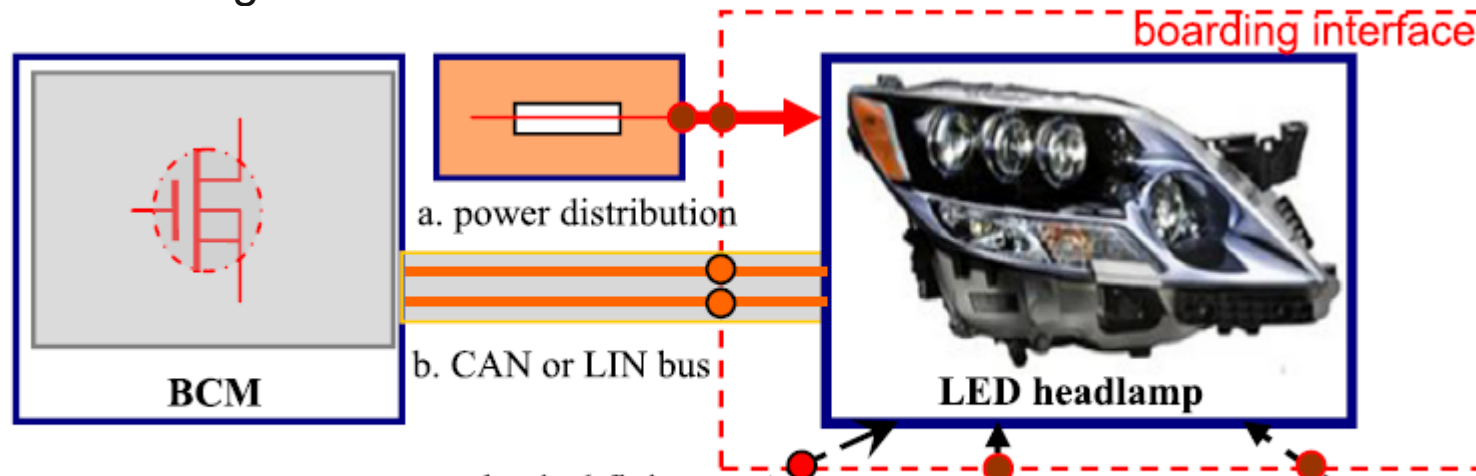 boarding interface
a. power distribution
b. CAN or LIN bus
BCM
LED headlamp